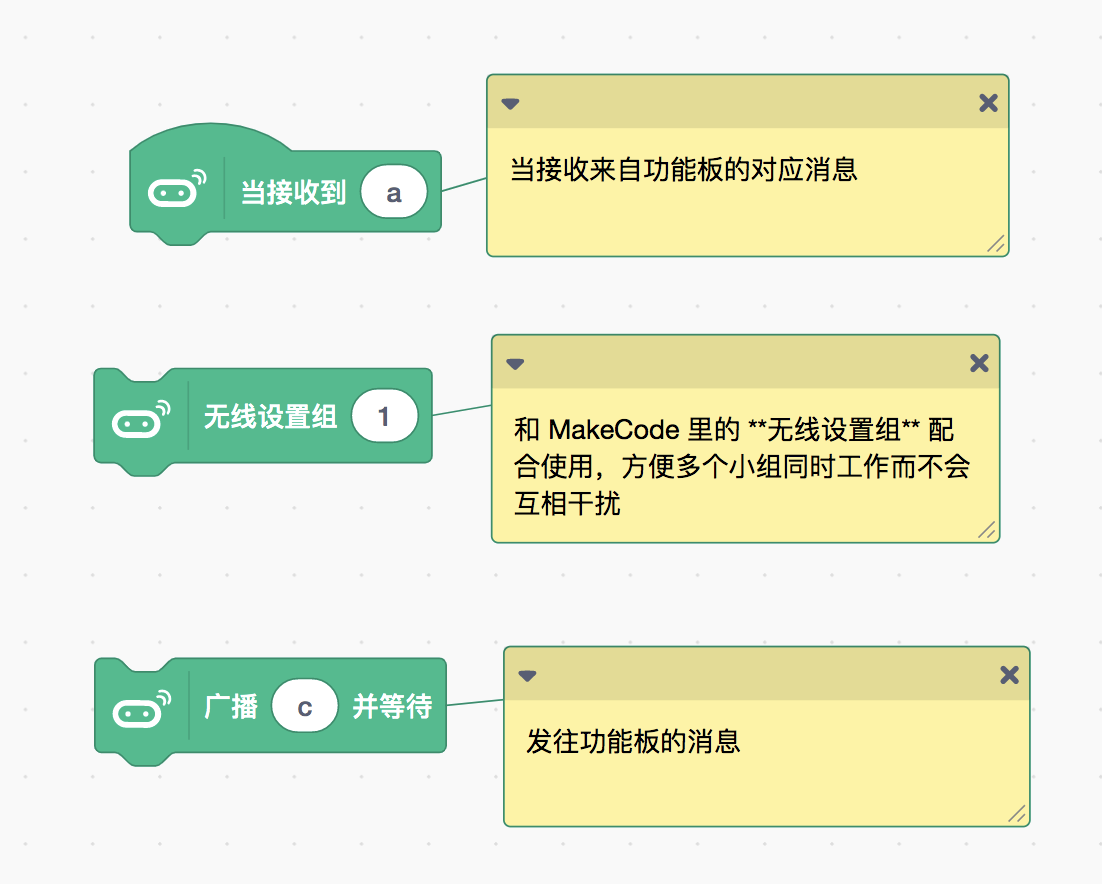 当接收到 a
当接收来自功能板的对应消息
无线设置组 1
和 MakeCode 里的 **无线设置组** 配
合使用，方便多个小组同时工作而不会
互相干扰
广播 c 并等待
发往功能板的消息